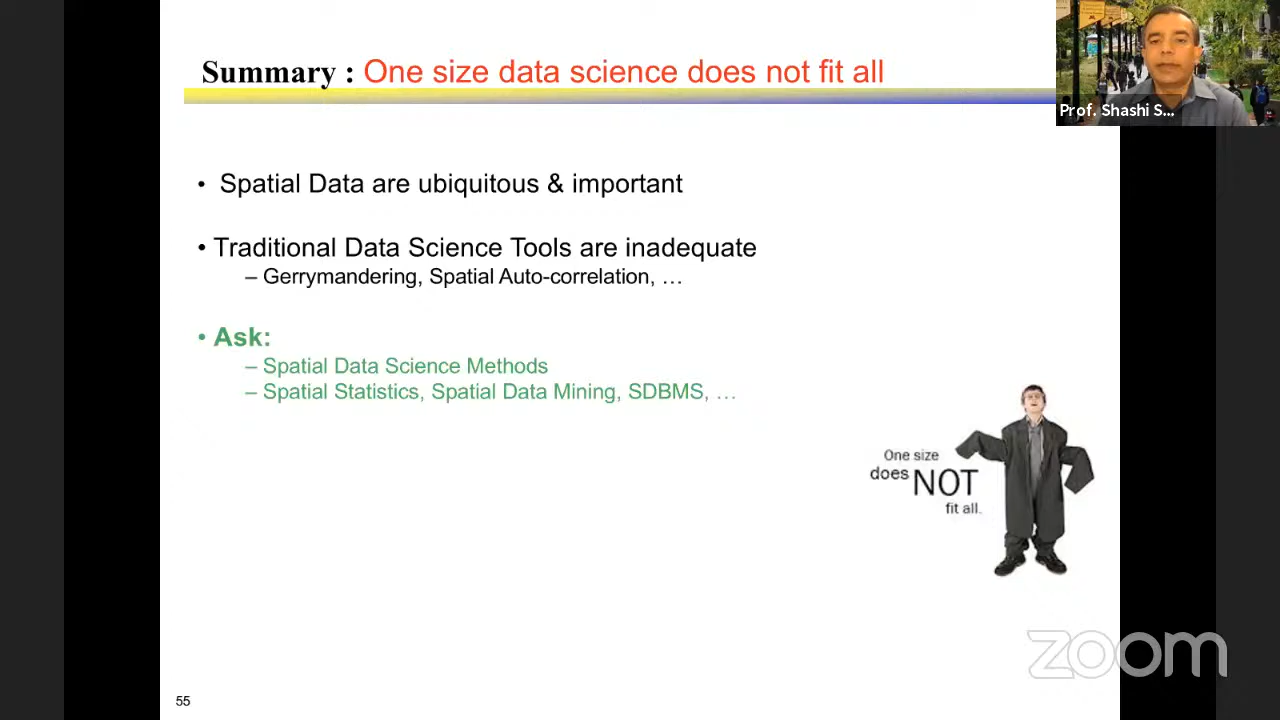 Summary : One size data science does not fit all
Prof. Shashi S...
• Spatial Data are ubiquitous & important
• Traditional Data Science Tools are inadequate
– Gerrymandering, Spatial Auto-correlation, …
• Ask:
– Spatial Data Science Methods
– Spatial Statistics, Spatial Data Mining, SDBMS, …
One size
does NOT
fit all.
zoom
55